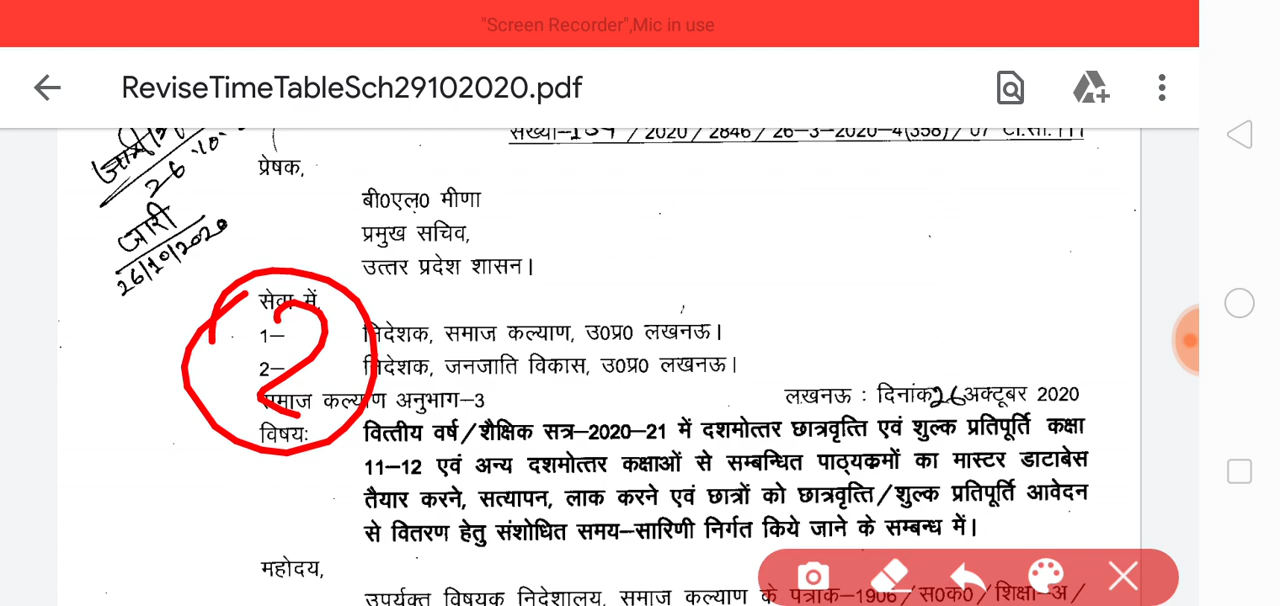 "Screen Recorder",Mic in use
ReviseTimeTableSch29102020.pdf
संख्या-154 / 2020 / 2846 / 26-3-2020-4(358) / 07 टी.सी.।।।
26.10.
जारी
26/10/2020
प्रेषक,
बी0एल0 मीणा
प्रमुख सचिव,
उत्तर प्रदेश शासन।
सेवा में,
1— निदेशक, समाज कल्याण, उ0प्र0 लखनऊ।
2— निदेशक, जनजाति विकास, उ0प्र0 लखनऊ।
2
समाज कल्याण अनुभाग—3 लखनऊ : दिनांक 26 अक्टूबर 2020
विषय: वित्तीय वर्ष/शैक्षिक सत्र—2020—21 में दशमोत्तर छात्रवृत्ति एवं शुल्क प्रतिपूर्ति कक्षा
11—12 एवं अन्य दशमोत्तर कक्षाओं से सम्बन्धित पाठ्यकमों का मास्टर डाटाबेस
तैयार करने, सत्यापन, लाक करने एवं छात्रों को छात्रवृत्ति/शुल्क प्रतिपूर्ति आवेदन
से वितरण हेतु संशोधित समय—सारिणी निर्गत किये जाने के सम्बन्ध में।
महोदय,
उपर्यक्त विषयक निदेशालय, समाज कल्याण के पत्रांक—1906/स0क0/शिक्षा—अ/